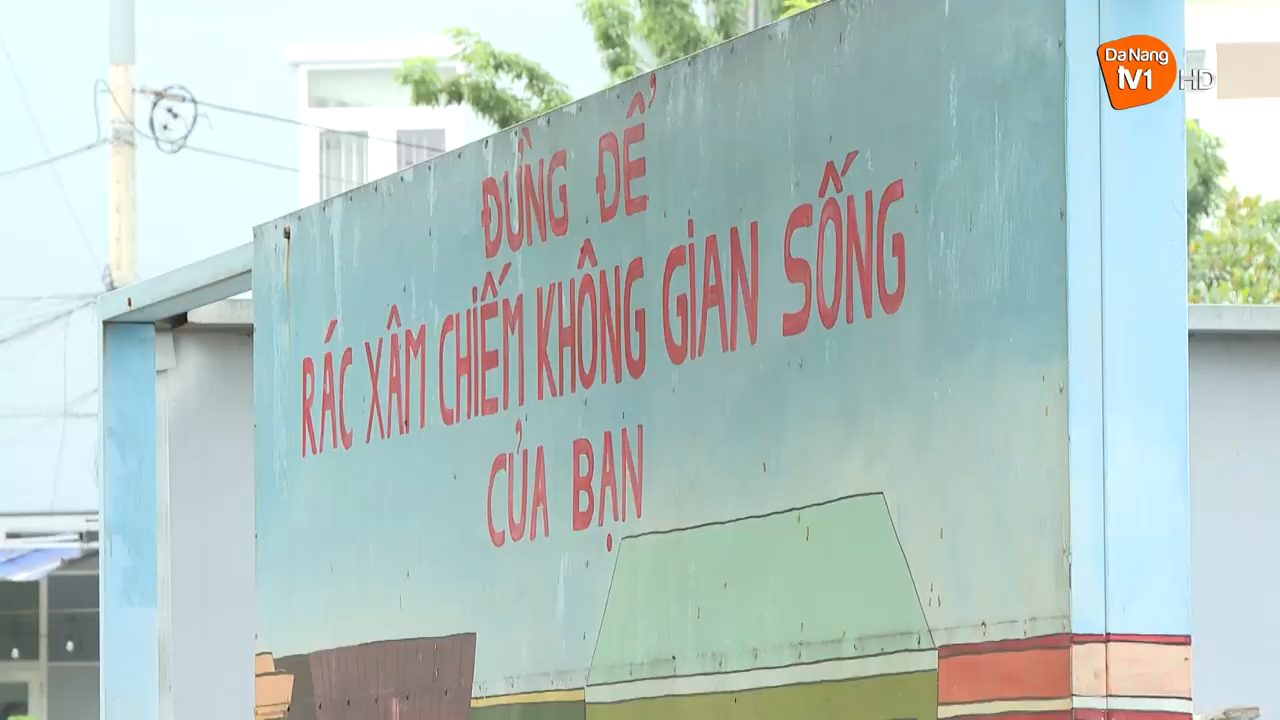 Da Nang
TV1 HD
ĐỪNG ĐỂ
RÁC XÂM CHIẾM KHÔNG GIAN SỐNG
CỦA BẠN